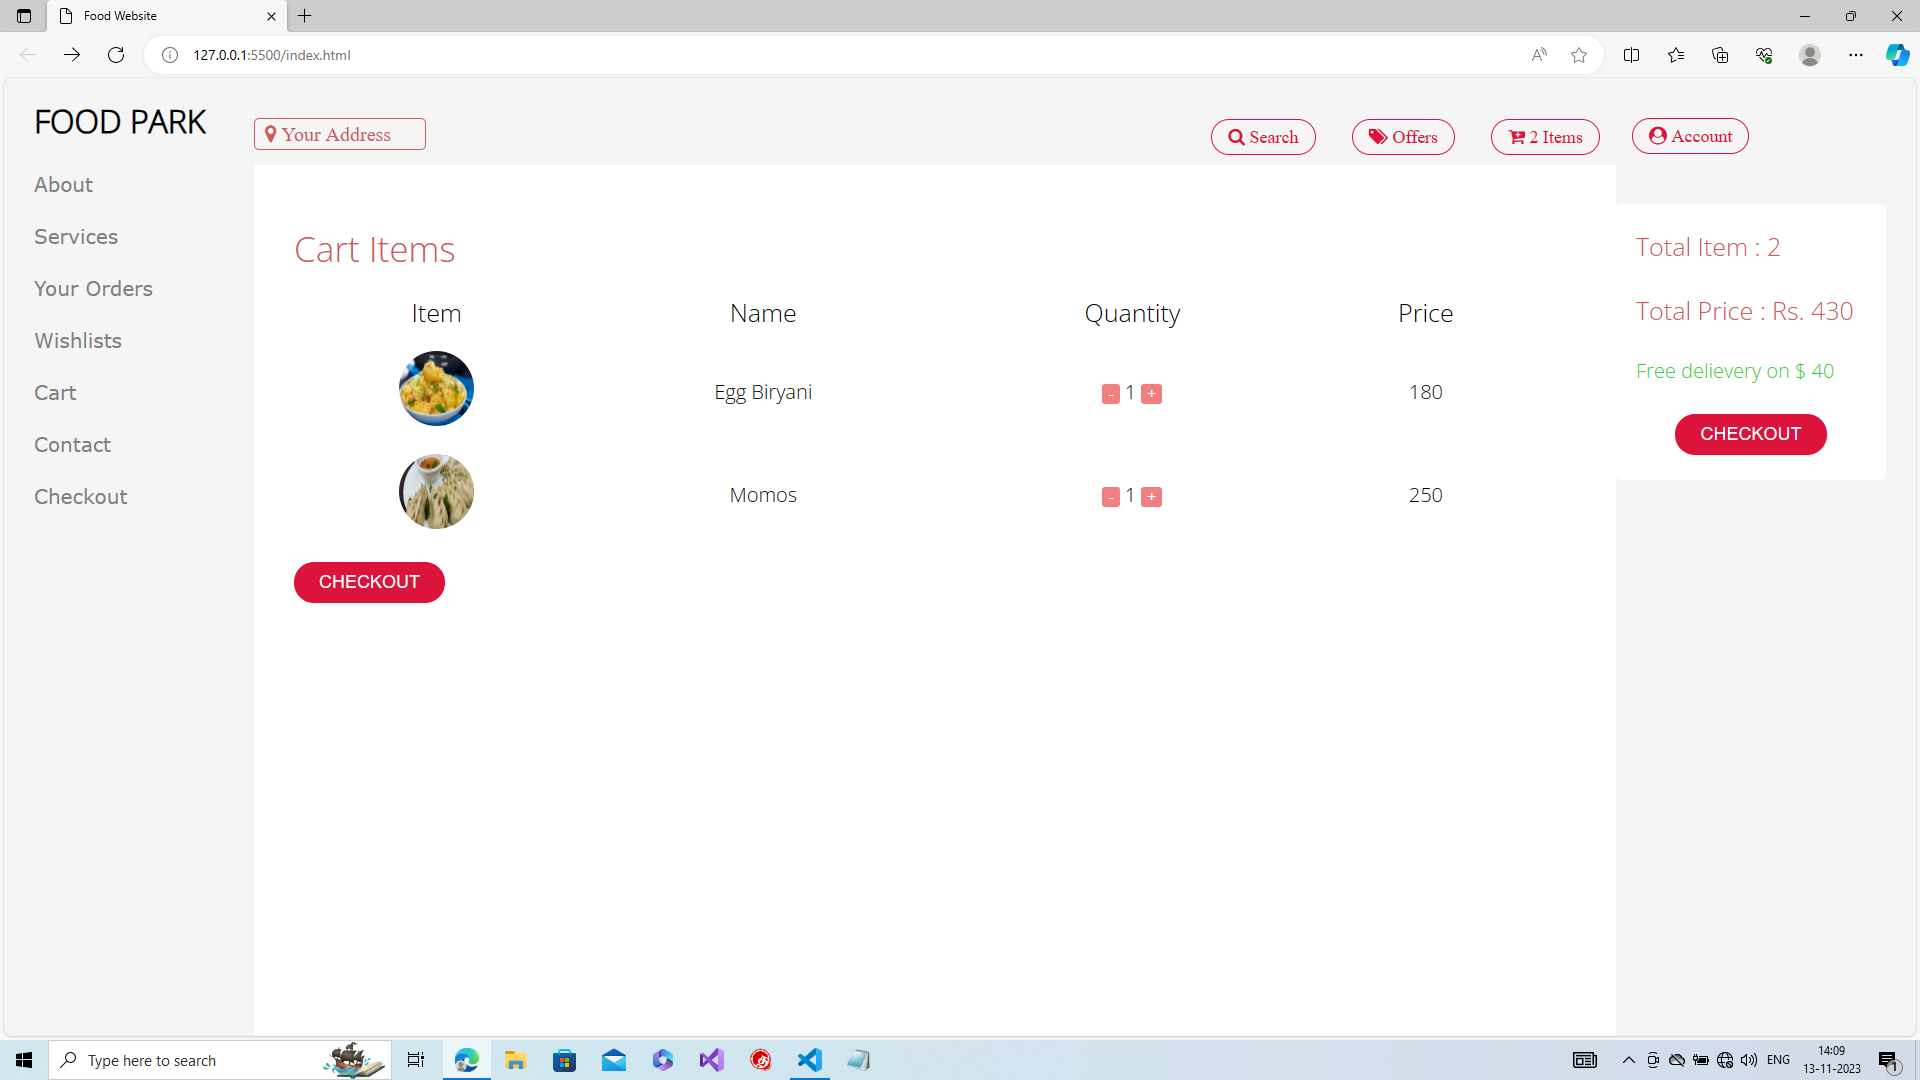 Food Website
127.0.0.1:5500/index.html
FOOD PARK
Your Address
Search
Offers
2 Items
Account
About
Services
Your Orders
Wishlists
Cart
Contact
Checkout
Cart Items
Item Name Quantity Price
Egg Biryani - 1 + 180
Momos - 1 + 250
CHECKOUT
Total Item : 2
Total Price : Rs. 430
Free delievery on $ 40
CHECKOUT
Type here to search
ENG
14:09
13-11-2023
1